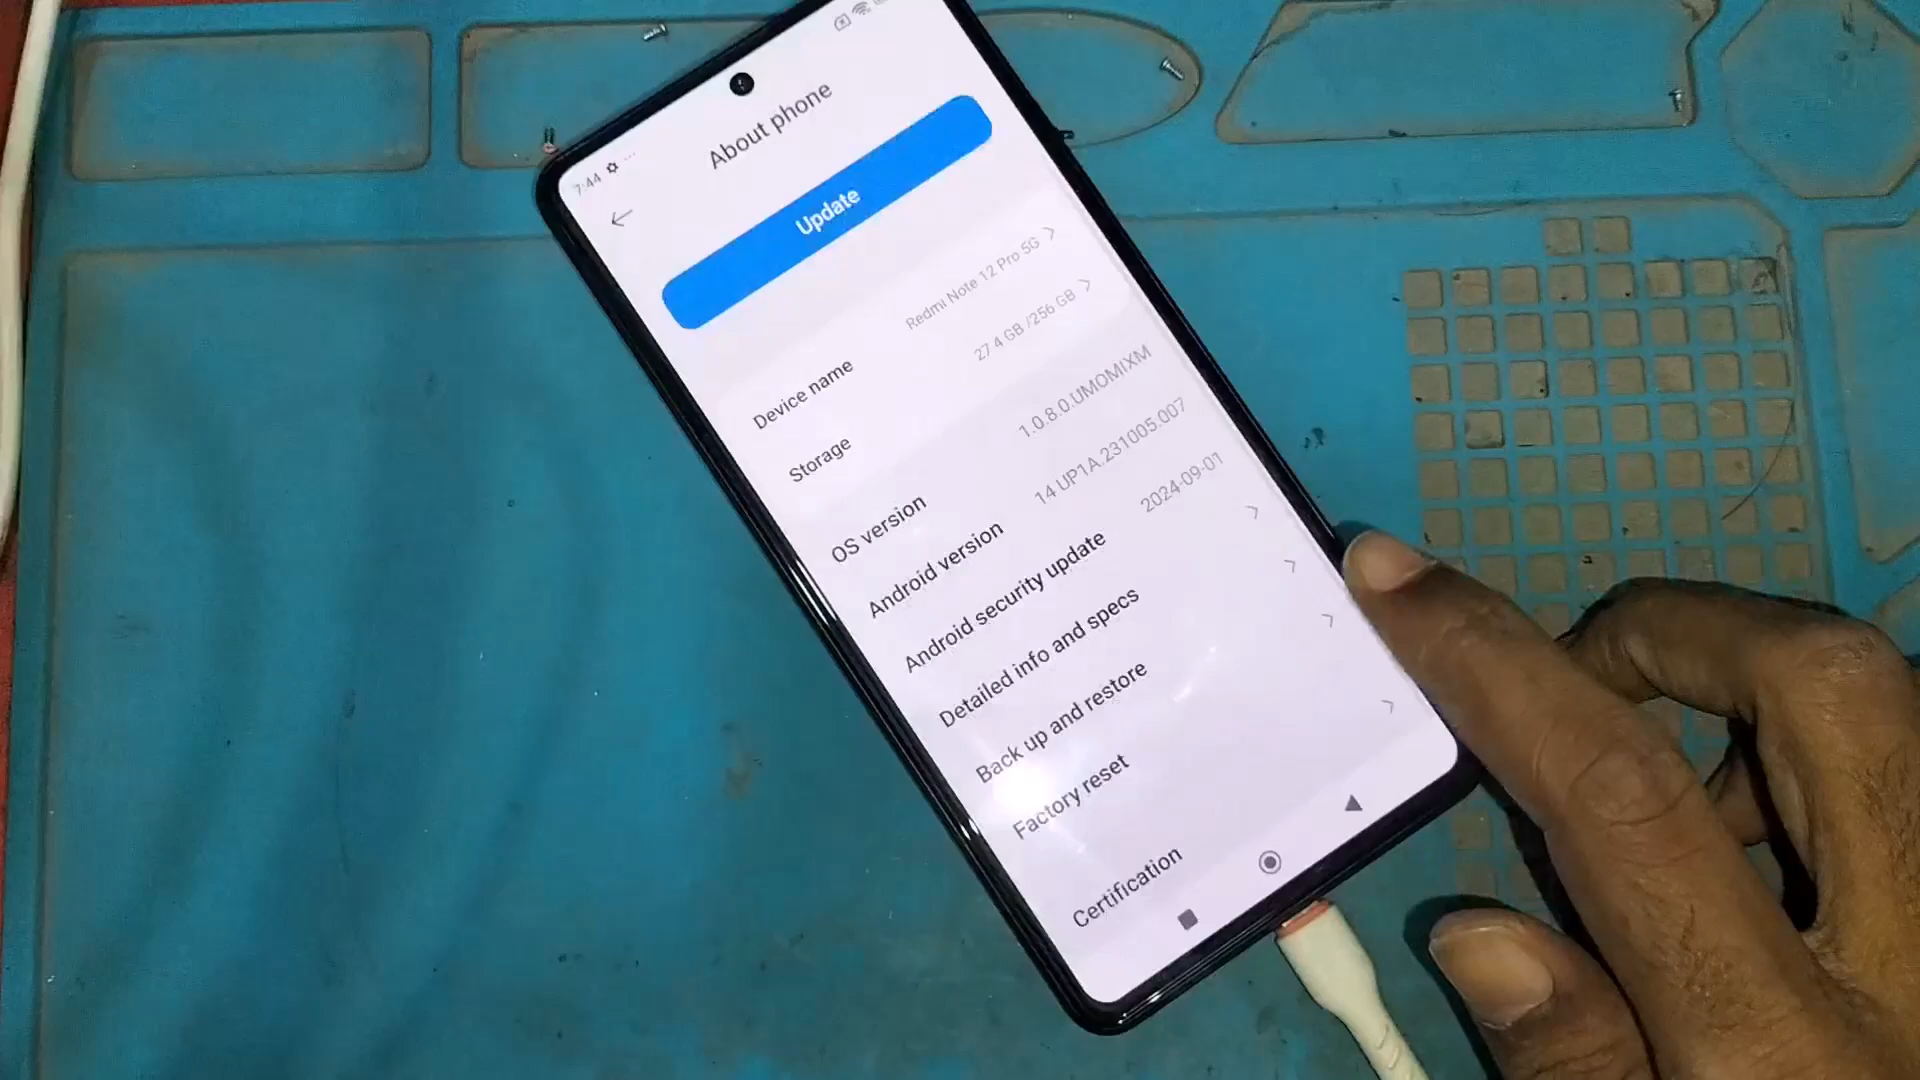 7:44
About phone
Update
Device name Redmi Note 12 Pro 5G
Storage 27.4 GB /256 GB
OS version 1.0.8.0.UMOMIXM
Android version 14 UP1A.231005.007
Android security update 2024-09-01
Detailed info and specs
Back up and restore
Factory reset
Certification